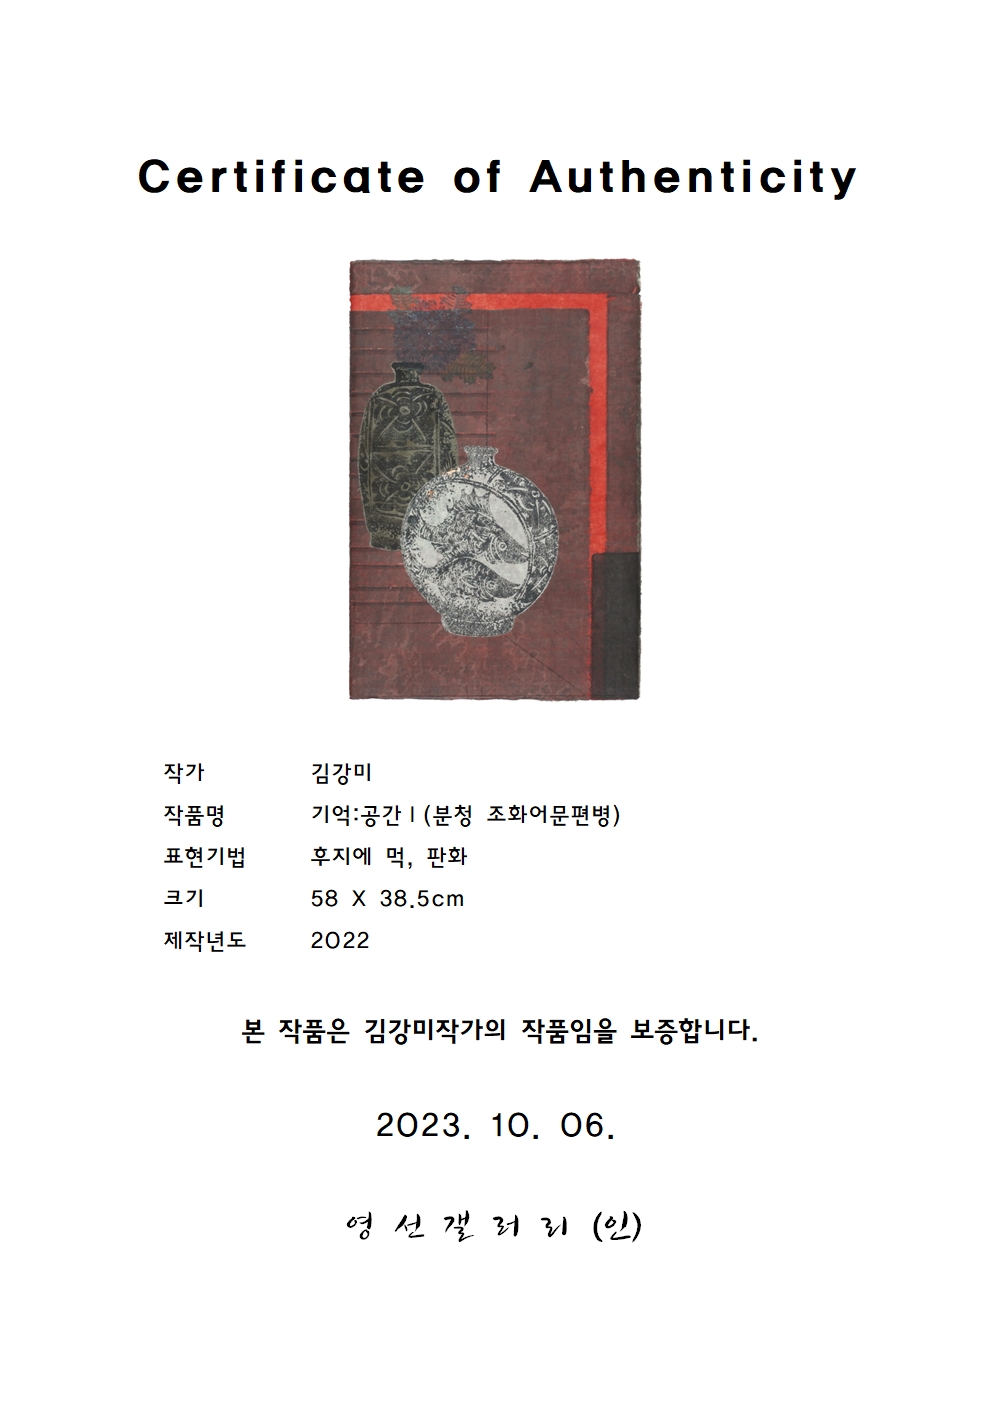 Certificate of Authenticity
작가 김강미
작품명 기억:공간Ⅰ(분청 조화어문편병)
표현기법 후지에 먹, 판화
크기 58 X 38.5cm
제작년도 2022
본 작품은 김강미작가의 작품임을 보증합니다.
2023. 10. 06.
영 선 갤 러 리 (인)